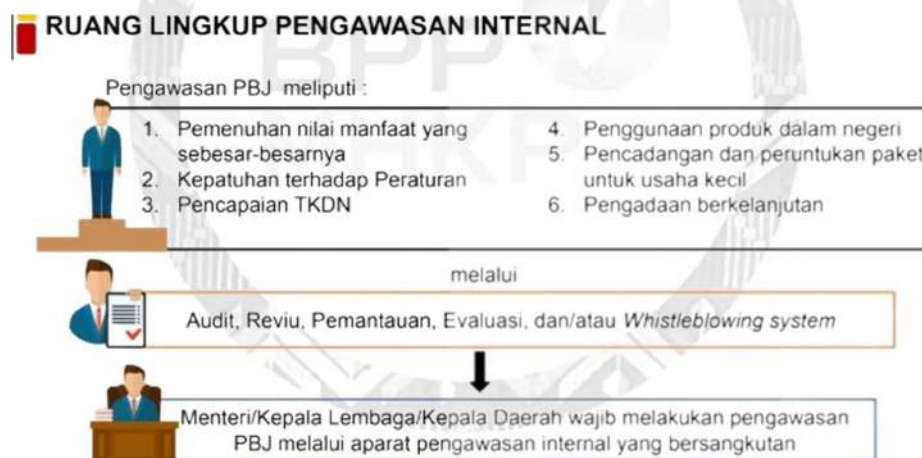 RUANG LINGKUP PENGAWASAN INTERNAL
Pengawasan PBJ meliputi :
1. Pemenuhan nilai manfaat yang
sebesar-besarnya
2. Kepatuhan terhadap Peraturan
3. Pencapaian TKDN
4. Penggunaan produk dalam negeri
5. Pencadangan dan peruntukan paket
untuk usaha kecil
6. Pengadaan berkelanjutan
melalui
Audit, Reviu, Pemantauan, Evaluasi, dan/atau Whistleblowing system
Menteri/Kepala Lembaga/Kepala Daerah wajib melakukan pengawasan
PBJ melalui aparat pengawasan internal yang bersangkutan